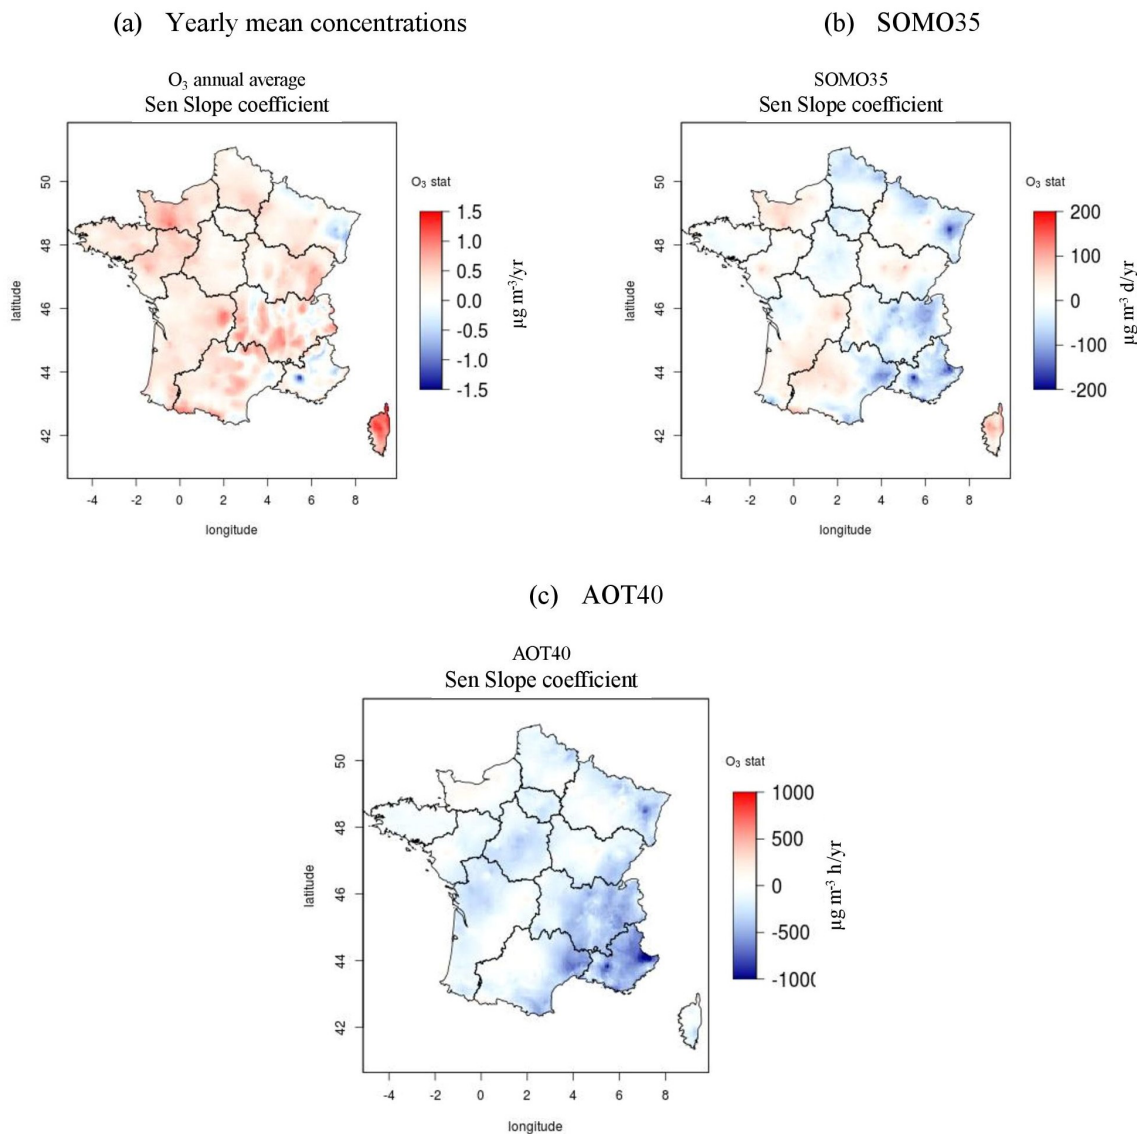 (a) Yearly mean concentrations
O₃ annual average
Sen Slope coefficient
O₃ stat
1.5
1.0
0.5
0.0
-0.5
-1.0
-1.5
µg m⁻³/yr
50
48
46
44
42
latitude
-4 -2 0 2 4 6 8
longitude
(b) SOMO35
SOMO35
Sen Slope coefficient
O₃ stat
200
100
0
-100
-200
µg m⁻³ d/yr
50
48
46
44
42
latitude
-4 -2 0 2 4 6 8
longitude
(c) AOT40
AOT40
Sen Slope coefficient
O₃ stat
1000
500
0
-500
-100
µg m⁻³ h/yr
50
48
46
44
42
latitude
-4 -2 0 2 4 6 8
longitude